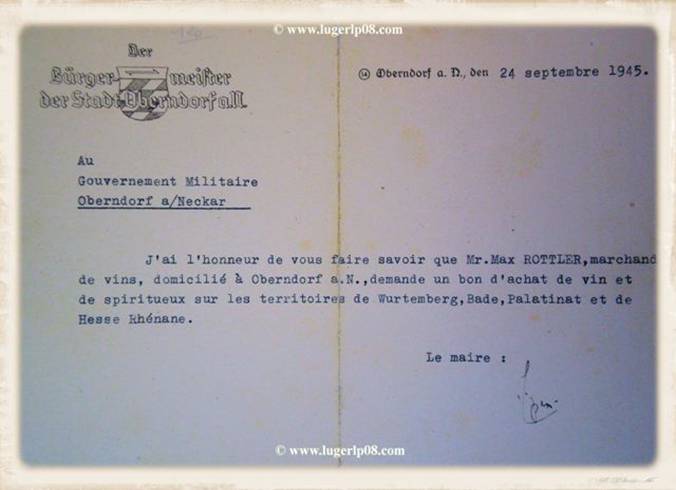 © www.lugerlp08.com
Der
Bürgermeister
der Stadt Oberndorf a.N.
(14) Oberndorf a. N., den 24 septembre 1945.
Au
Gouvernement Militaire
Oberndorf a/Neckar
J'ai l'honneur de vous faire savoir que Mr.Max ROTTLER,marchand
de vins, domicilié à Oberndorf a.N.,demande un bon d'achat de vin et
de spiritueux sur les territoires de Wurtemberg,Bade,Palatinat et de
Hesse Rhénane.
Le maire :
© www.lugerlp08.com